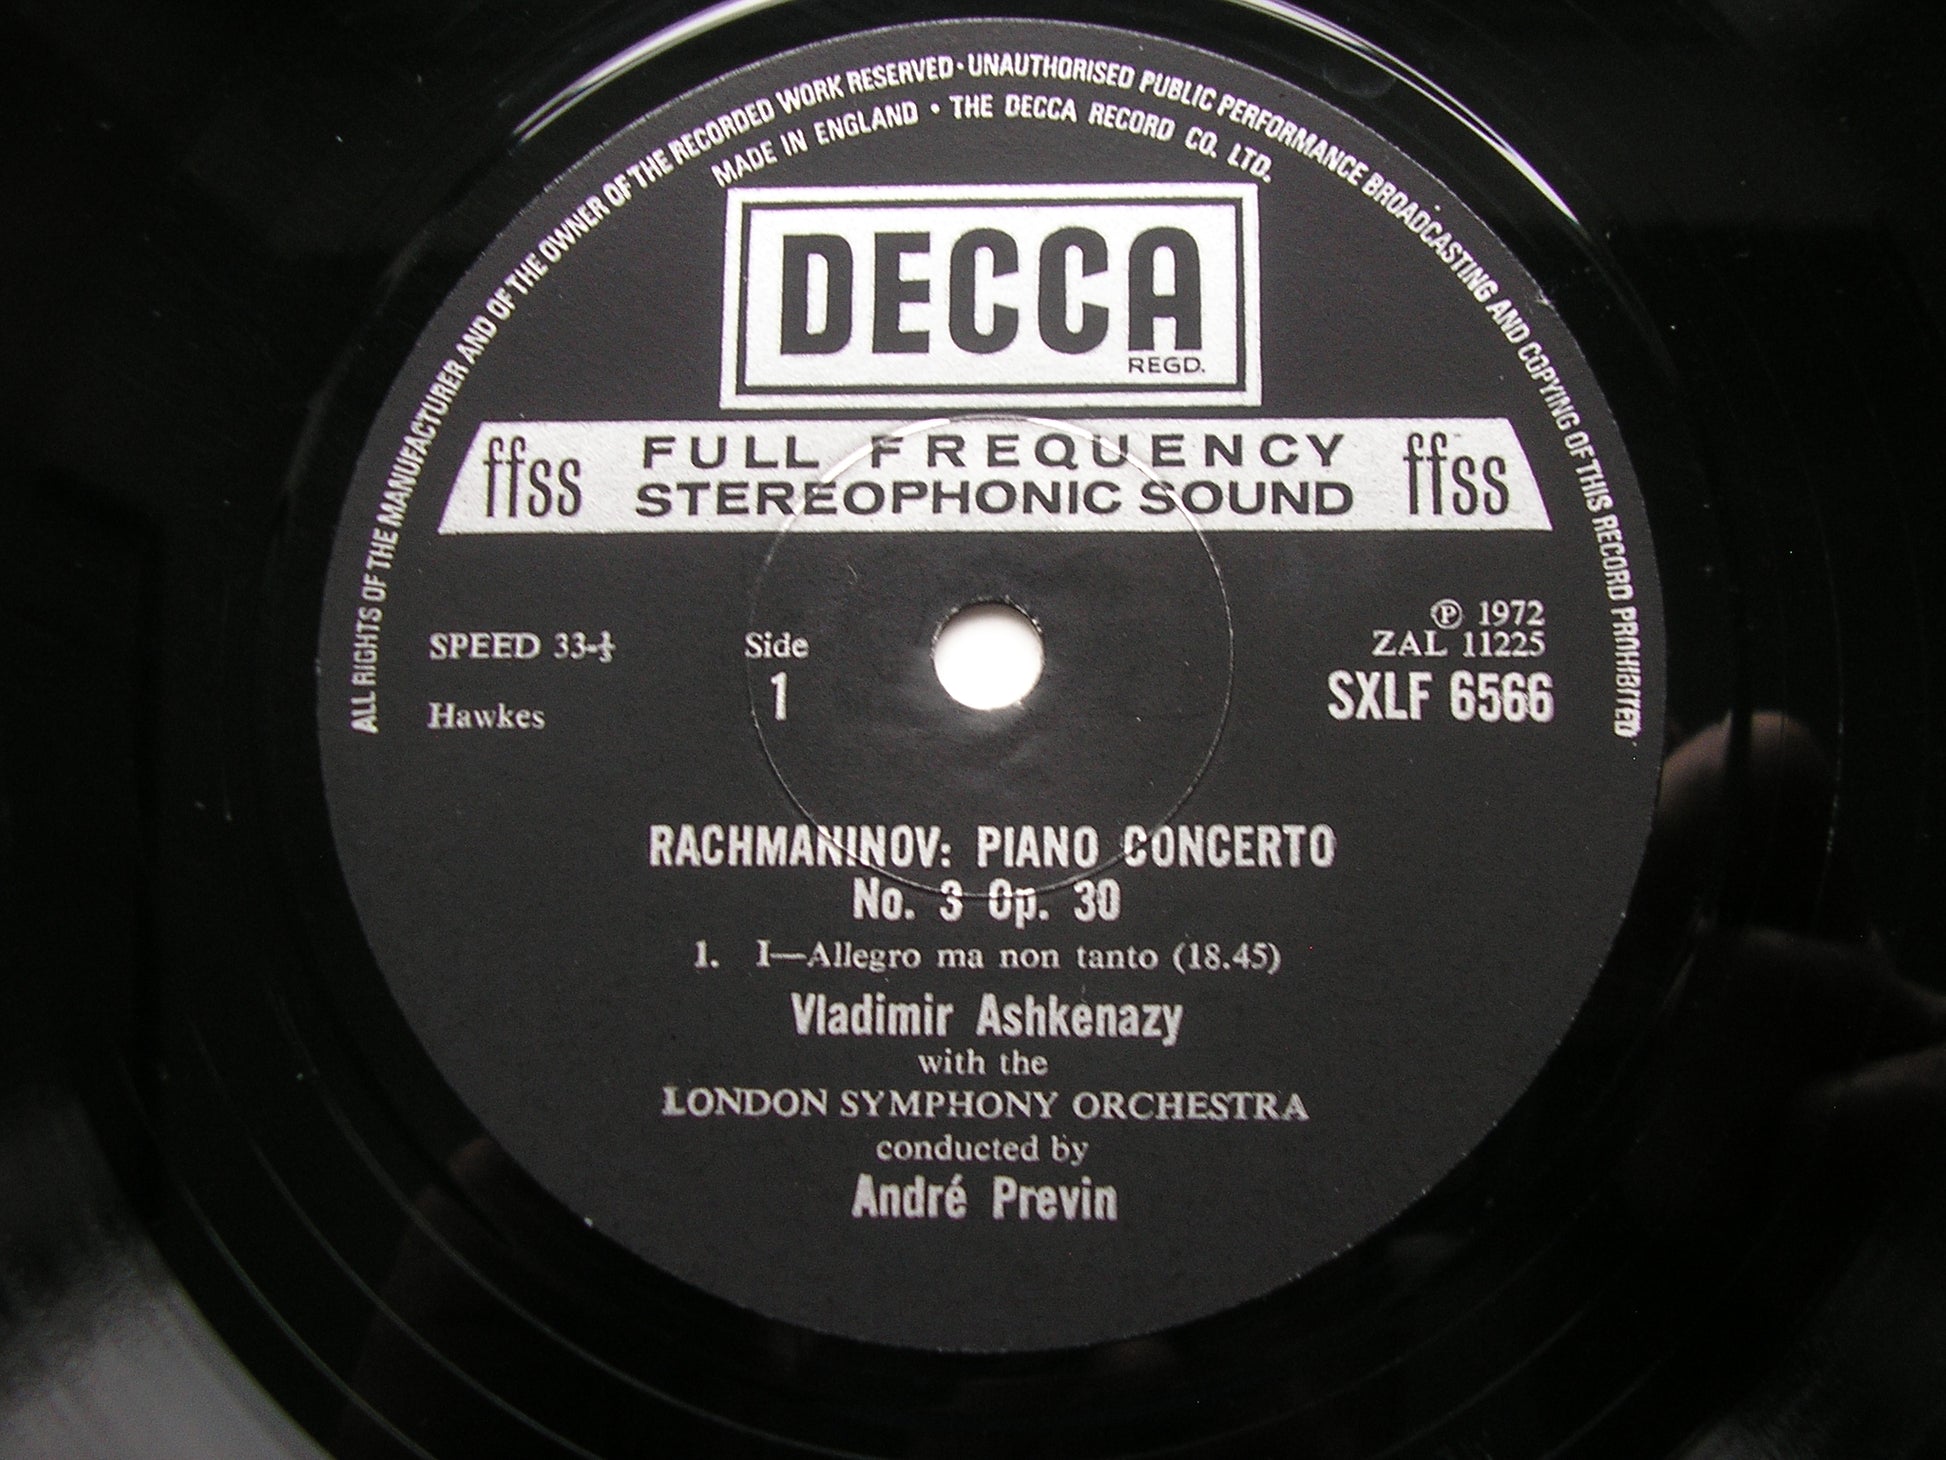 ALL RIGHTS OF THE MANUFACTURER AND OF THE OWNER OF THE RECORDED WORK RESERVED · UNAUTHORISED PUBLIC PERFORMANCE BROADCASTING AND COPYING OF THIS RECORD PROHIBITED
MADE IN ENGLAND • THE DECCA RECORD CO. LTD.
DECCA
REGD.
ffss FULL FREQUENCY ffss
STEREOPHONIC SOUND
℗ 1972
SPEED 33-⅓ Side ZAL 11225
Hawkes 1 SXLF 6566
RACHMANINOV: PIANO CONCERTO
No. 3 Op. 30
1. I—Allegro ma non tanto (18.45)
Vladimir Ashkenazy
with the
LONDON SYMPHONY ORCHESTRA
conducted by
André Previn